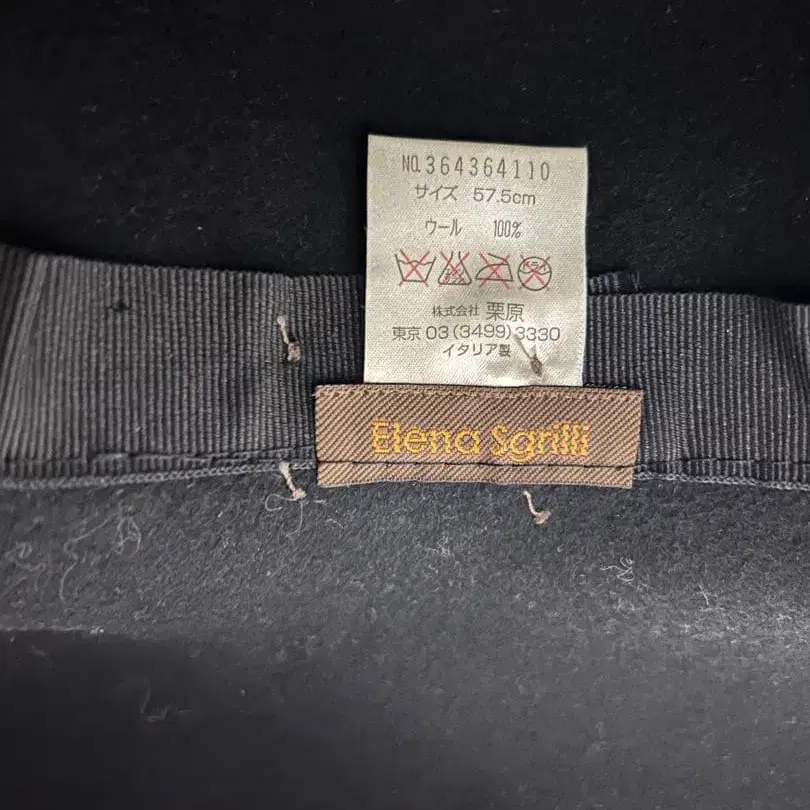 NO.364364110
サイズ 57.5cm
ウール 100%
株式会社 栗原
東京 03(3499)3330
イタリア製
Elena Sgrilli